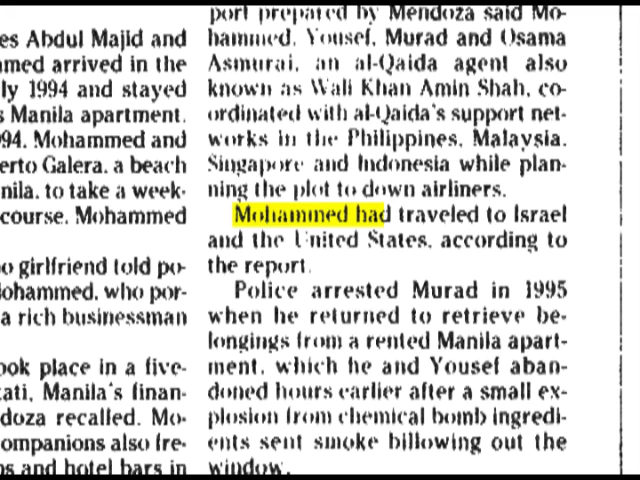 es Abdul Majid and
med arrived in the
ly 1994 and stayed
s Manila apartment.
94, Mohammed and
erto Galera, a beach
nila, to take a week-
course. Mohammed
o girlfriend told po-
ohammed, who por-
a rich businessman
ook place in a five-
ati, Manila's finan-
doza recalled. Mo-
ompanions also fre-
s and hotel bars in
port prepared by Mendoza said Mo-
hammed, Yousef, Murad and Osama
Asmurai, an al-Qaida agent also
known as Wali Khan Amin Shah, co-
ordinated with al-Qaida's support net-
works in the Philippines, Malaysia,
Singapore and Indonesia while plan-
ning the plot to down airliners.
Mohammed had traveled to Israel
and the United States, according to
the report.
Police arrested Murad in 1995
when he returned to retrieve be-
longings from a rented Manila apart-
ment, which he and Yousef aban-
doned hours earlier after a small ex-
plosion from chemical bomb ingredi-
ents sent smoke billowing out the
window.